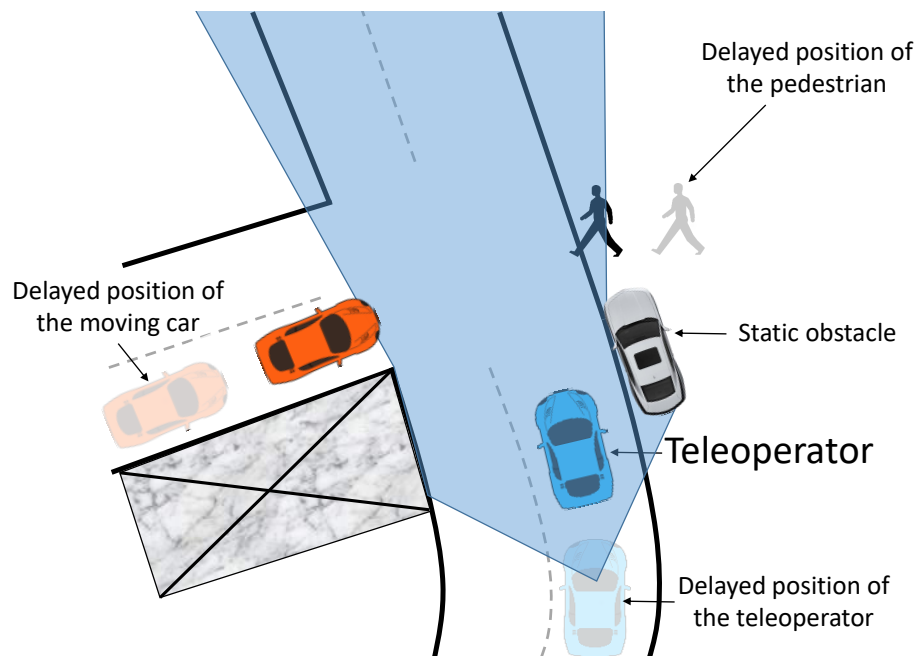 Delayed position of
the pedestrian
Delayed position of
the moving car
Static obstacle
Teleoperator
Delayed position of
the teleoperator